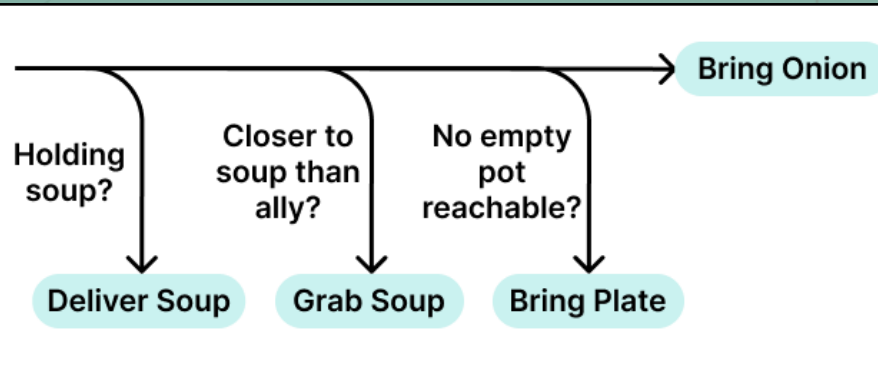 Bring Onion
Holding
soup?
Closer to
soup than
ally?
No empty
pot
reachable?
Deliver Soup
Grab Soup
Bring Plate